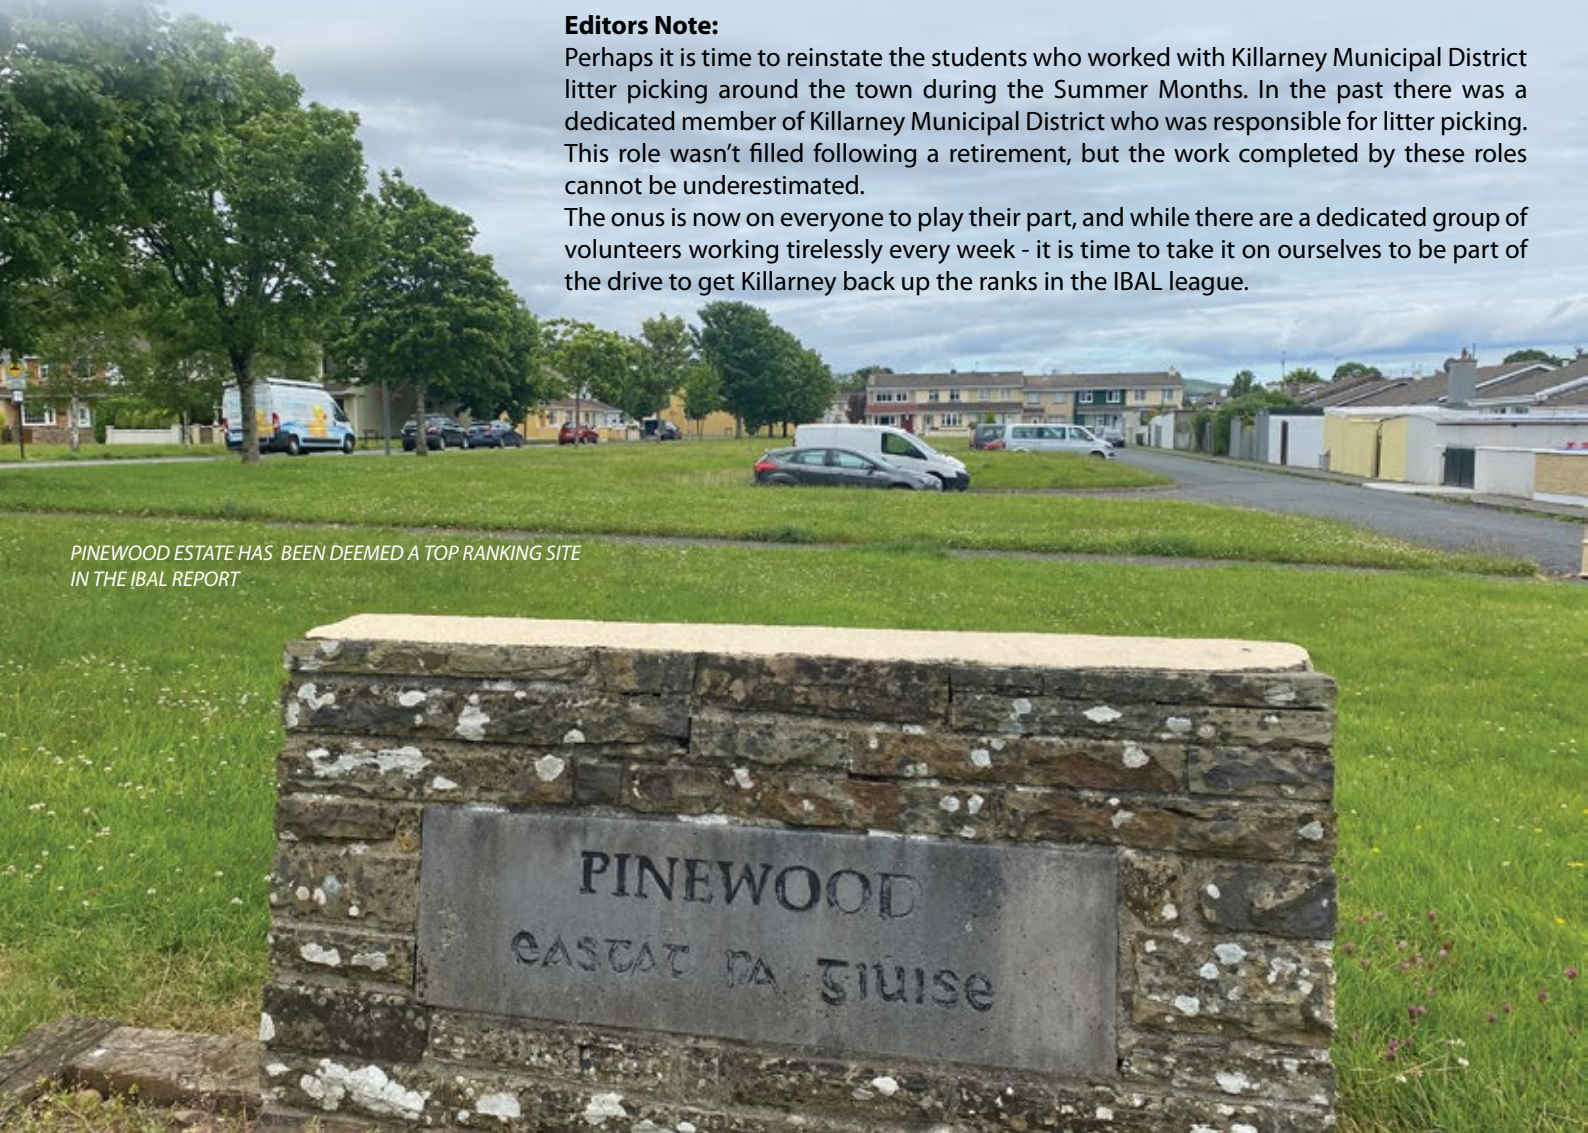 Editors Note:
Perhaps it is time to reinstate the students who worked with Killarney Municipal District
litter picking around the town during the Summer Months. In the past there was a
dedicated member of Killarney Municipal District who was responsible for litter picking.
This role wasn't filled following a retirement, but the work completed by these roles
cannot be underestimated.
The onus is now on everyone to play their part, and while there are a dedicated group of
volunteers working tirelessly every week - it is time to take it on ourselves to be part of
the drive to get Killarney back up the ranks in the IBAL league.
PINEWOOD ESTATE HAS BEEN DEEMED A TOP RANKING SITE
IN THE IBAL REPORT
PINEWOOD
eastat na giuise